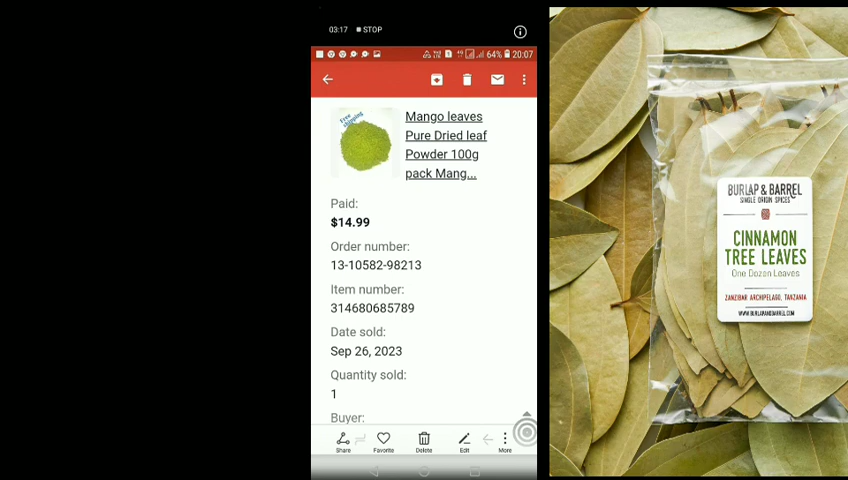 03:17 STOP
64% 20:07
Free shipping
Mango leaves
Pure Dried leaf
Powder 100g
pack Mang...
Paid:
$14.99
Order number:
13-10582-98213
Item number:
314680685789
Date sold:
Sep 26, 2023
Quantity sold:
1
Buyer:
Share
Favorite
Delete
Edit
More
BURLAP & BARREL
SINGLE ORIGIN SPICES
CINNAMON
TREE LEAVES
One Dozen Leaves
ZANZIBAR ARCHIPELAGO, TANZANIA
WWW.BURLAPANDBARREL.COM